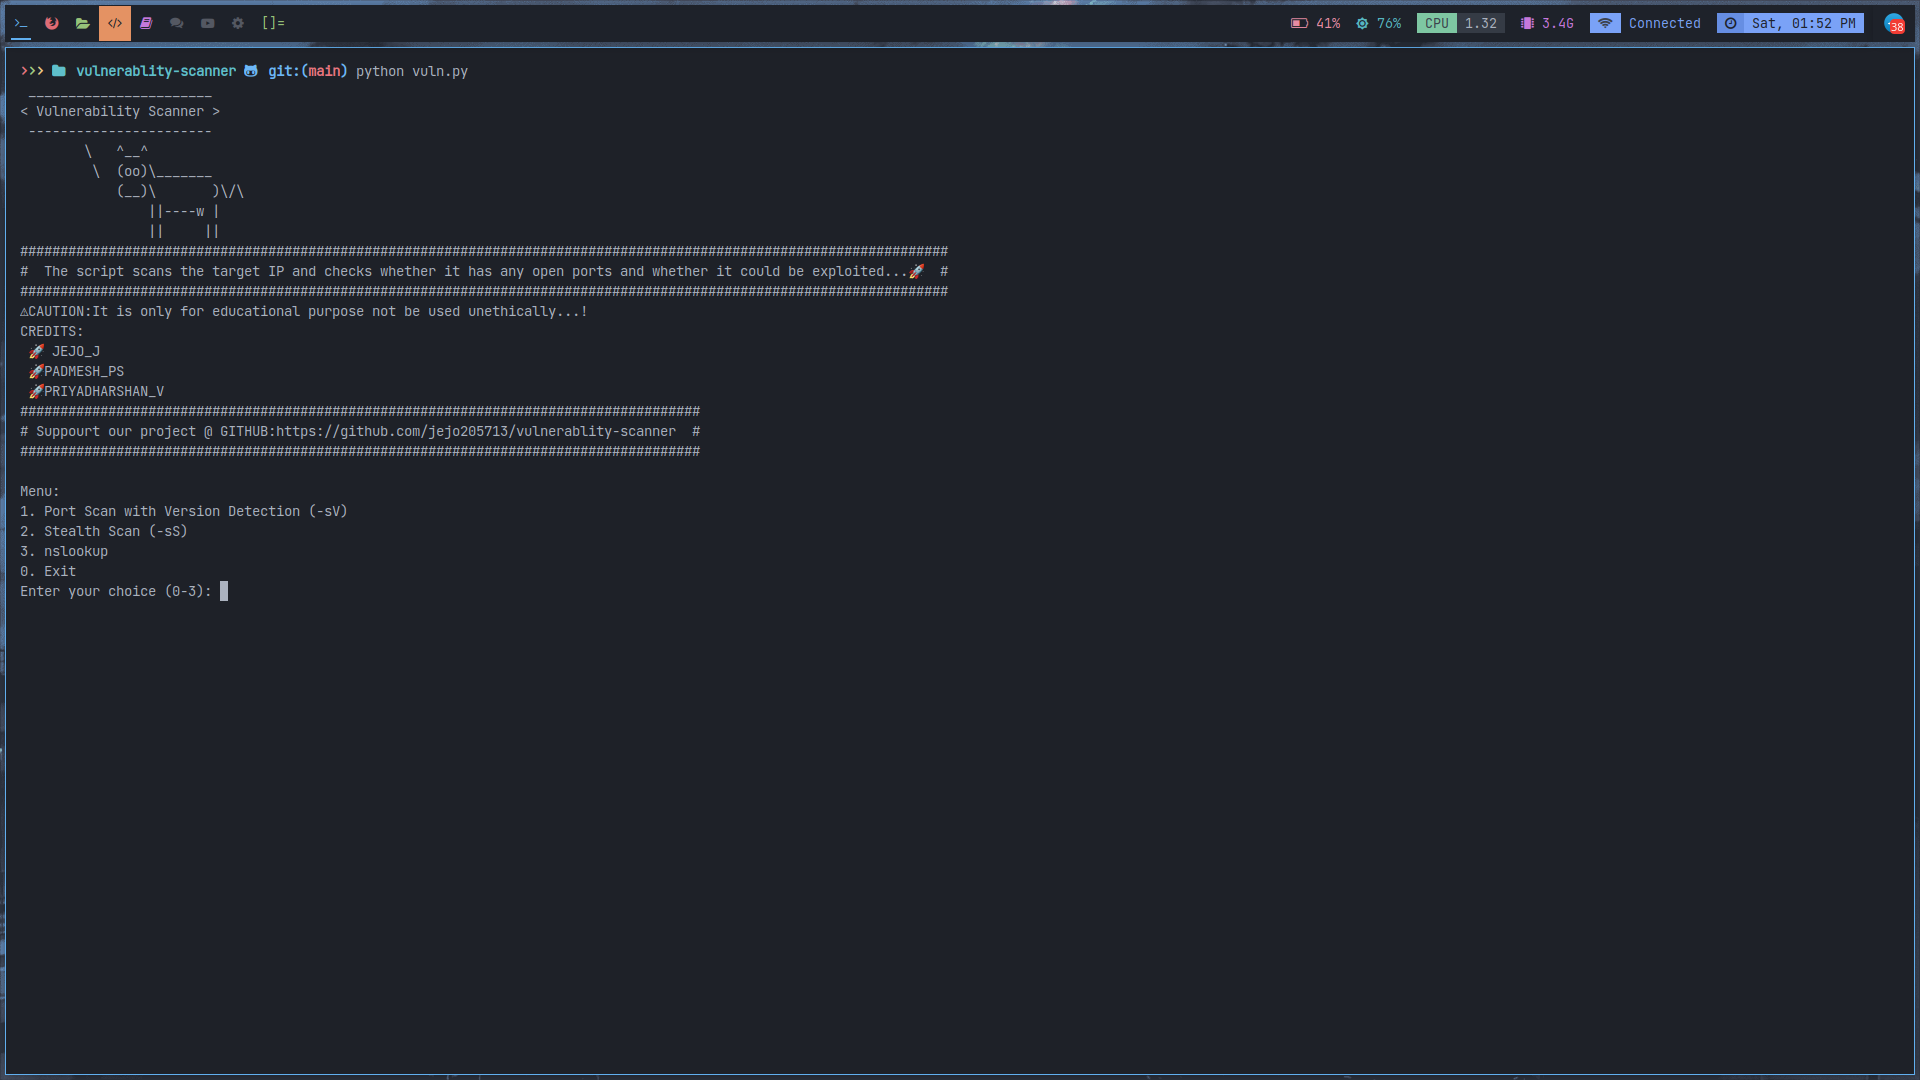 []= 41% 76% CPU 1.32 3.4G Connected Sat, 01:52 PM 38
>>> vulnerablity-scanner git:(main) python vuln.py
 _______________________
< Vulnerability Scanner >
 -----------------------
        \   ^__^
         \  (oo)\_______
            (__)\       )\/\
                ||----w |
                ||     ||
####################################################################################################################
#  The script scans the target IP and checks whether it has any open ports and whether it could be exploited...🚀  #
####################################################################################################################
⚠CAUTION:It is only for educational purpose not be used unethically...!
CREDITS:
 🚀 JEJO_J
 🚀PADMESH_PS
 🚀PRIYADHARSHAN_V
#####################################################################################
# Suppourt our project @ GITHUB:https://github.com/jejo205713/vulnerablity-scanner  #
#####################################################################################
Menu:
1. Port Scan with Version Detection (-sV)
2. Stealth Scan (-sS)
3. nslookup
0. Exit
Enter your choice (0-3):